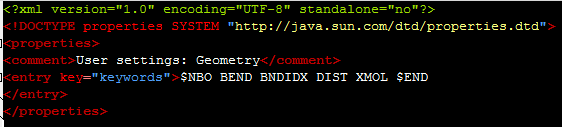 <?xml version="1.0" encoding="UTF-8" standalone="no"?>
<!DOCTYPE properties SYSTEM "http://java.sun.com/dtd/properties.dtd">
<properties>
<comment>User settings: Geometry</comment>
<entry key="keywords">$NBO BEND BNDIDX DIST XMOL $END
</entry>
</properties>